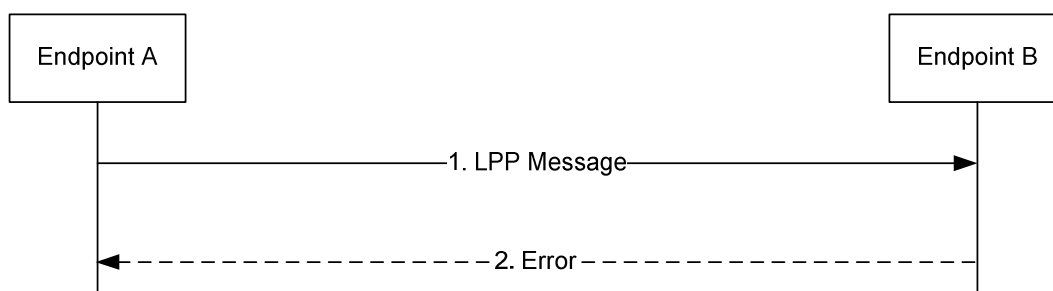 Endpoint A
Endpoint B
1. LPP Message
2. Error